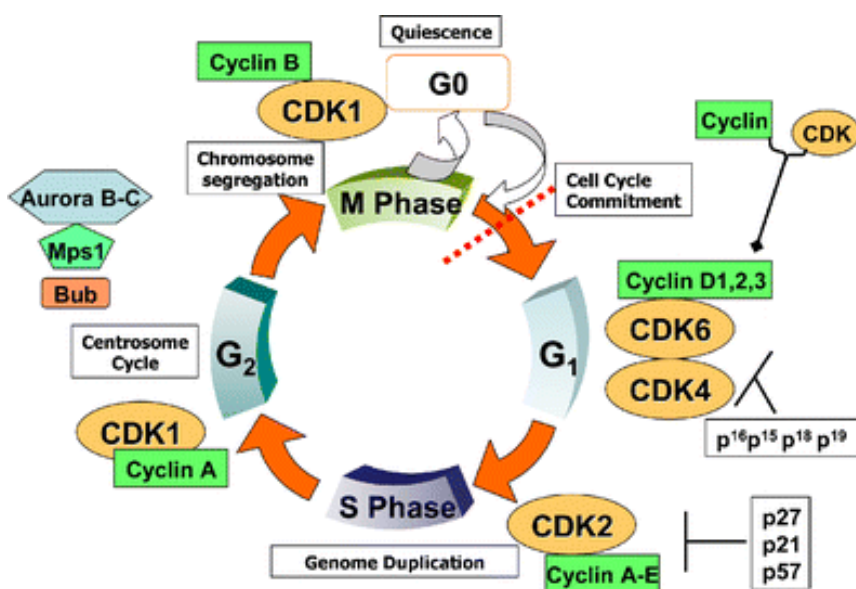 Quiescence
Cyclin B
G0
CDK1
Cyclin
CDK
Chromosome
segregation
Cell Cycle
Commitment
Aurora B-C
M Phase
Mps1
Bub
Cyclin D1,2,3
CDK6
Centrosome
Cycle
G₂
G₁
CDK4
CDK1
p¹⁶p¹⁵ p¹⁸ p¹⁹
Cyclin A
S Phase
CDK2
p27
p21
p57
Genome Duplication
Cyclin A-E